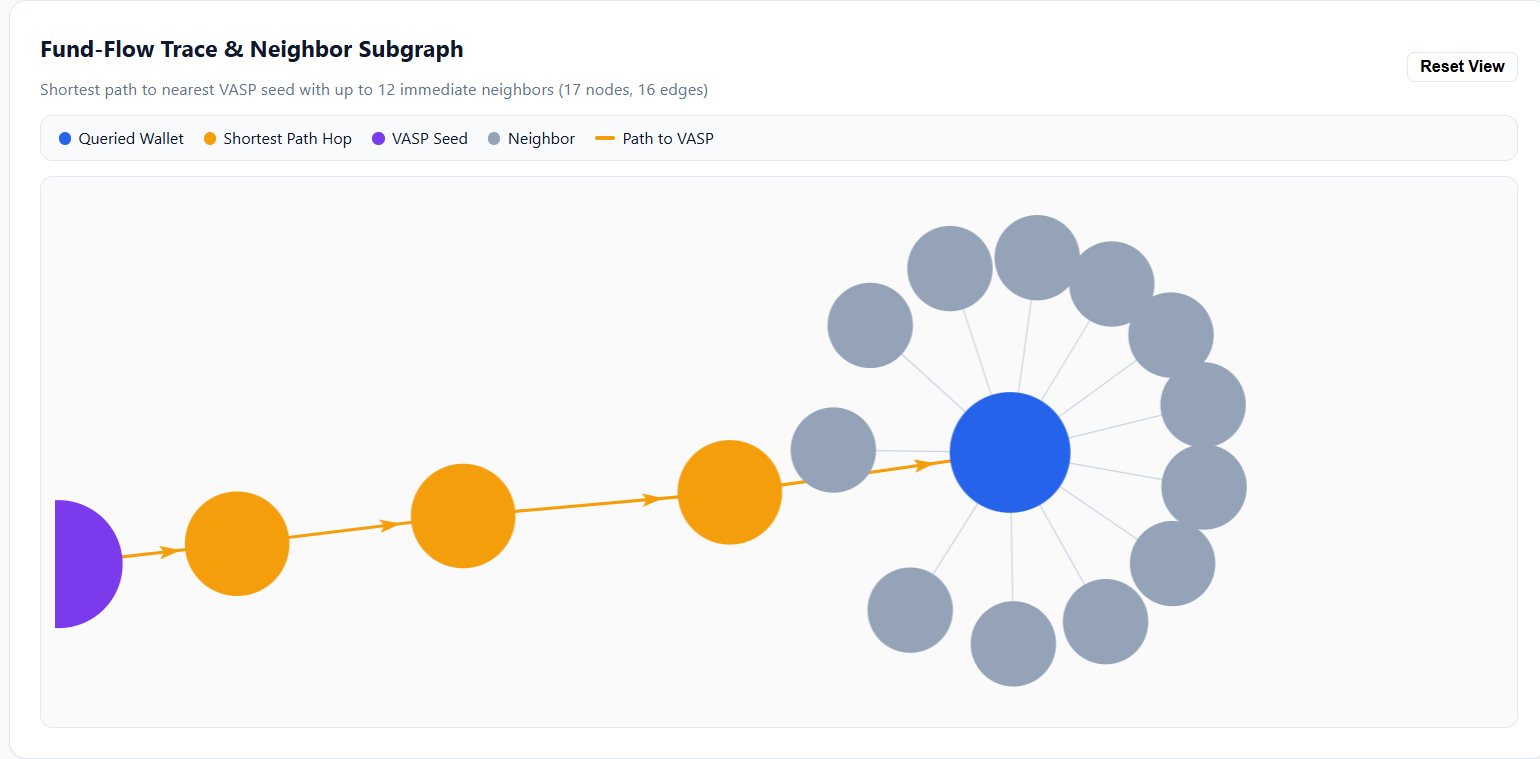 Fund-Flow Trace & Neighbor Subgraph
Reset View
Shortest path to nearest VASP seed with up to 12 immediate neighbors (17 nodes, 16 edges)
Queried Wallet Shortest Path Hop VASP Seed Neighbor Path to VASP